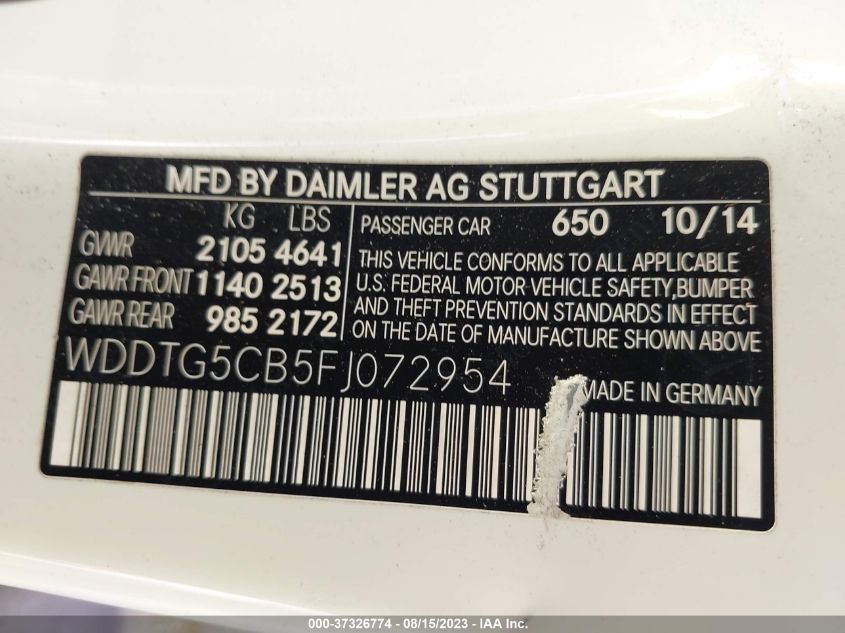 MFD BY DAIMLER AG STUTTGART
KG LBS
GVWR 2105 4641
GAWR FRONT 1140 2513
GAWR REAR 985 2172
PASSENGER CAR 650 10/14
THIS VEHICLE CONFORMS TO ALL APPLICABLE
U.S. FEDERAL MOTOR VEHICLE SAFETY,BUMPER
AND THEFT PREVENTION STANDARDS IN EFFECT
ON THE DATE OF MANUFACTURE SHOWN ABOVE
WDDTG5CB5FJ072954
MADE IN GERMANY
000-37326774 - 08/15/2023 - IAA Inc.